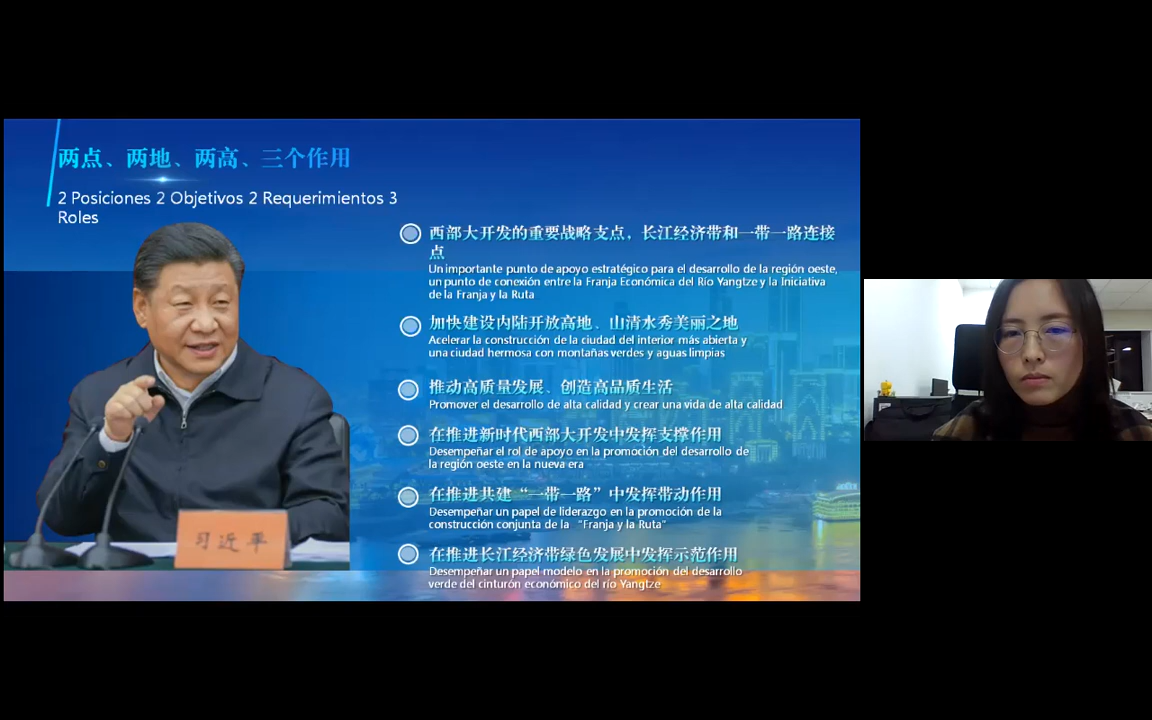 两点、两地、两高、三个作用
2 Posiciones 2 Objetivos 2 Requerimientos 3
Roles
西部大开发的重要战略支点，长江经济带和一带一路连接
点
Un importante punto de apoyo estratégico para el desarrollo de la región oeste,
un punto de conexión entre la Franja Económica del Río Yangtze y la Iniciativa
de la Franja y la Ruta
加快建设内陆开放高地、山清水秀美丽之地
Acelerar la construcción de la ciudad del interior más abierta y
una ciudad hermosa con montañas verdes y aguas limpias
推动高质量发展、创造高品质生活
Promover el desarrollo de alta calidad y crear una vida de alta calidad
在推进新时代西部大开发中发挥支撑作用
Desempeñar el rol de apoyo en la promoción del desarrollo de
la región oeste en la nueva era
在推进共建“一带一路”中发挥带动作用
Desempeñar un papel de liderazgo en la promoción de la
construcción conjunta de la “Franja y la Ruta”
在推进长江经济带绿色发展中发挥示范作用
Desempeñar un papel modelo en la promoción del desarrollo
verde del cinturón económico del río Yangtze
习近平